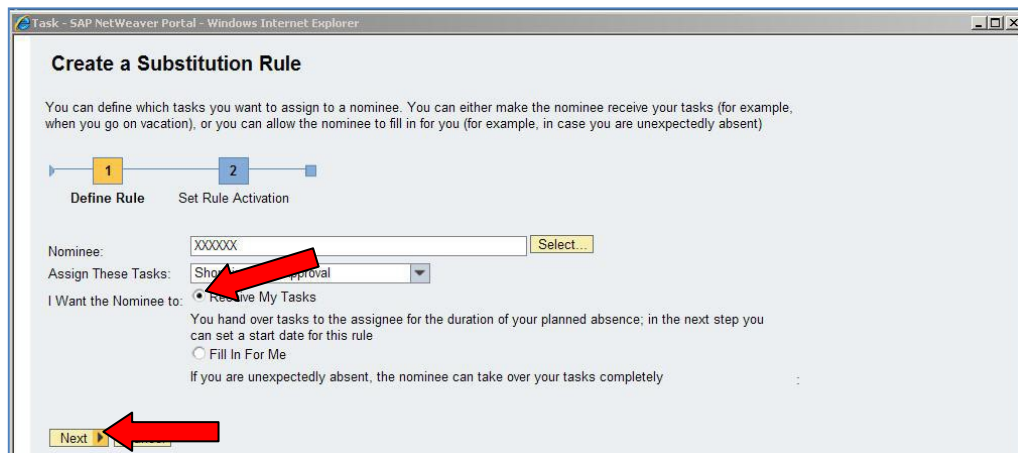 Task - SAP NetWeaver Portal - Windows Internet Explorer
Create a Substitution Rule
You can define which tasks you want to assign to a nominee. You can either make the nominee receive your tasks (for example,
when you go on vacation), or you can allow the nominee to fill in for you (for example, in case you are unexpectedly absent)
1 2
Define Rule Set Rule Activation
Nominee: XXXXXX Select...
Assign These Tasks:
I Want the Nominee to: Receive My Tasks
You hand over tasks to the assignee for the duration of your planned absence; in the next step you
can set a start date for this rule
Fill In For Me
If you are unexpectedly absent, the nominee can take over your tasks completely :
Next